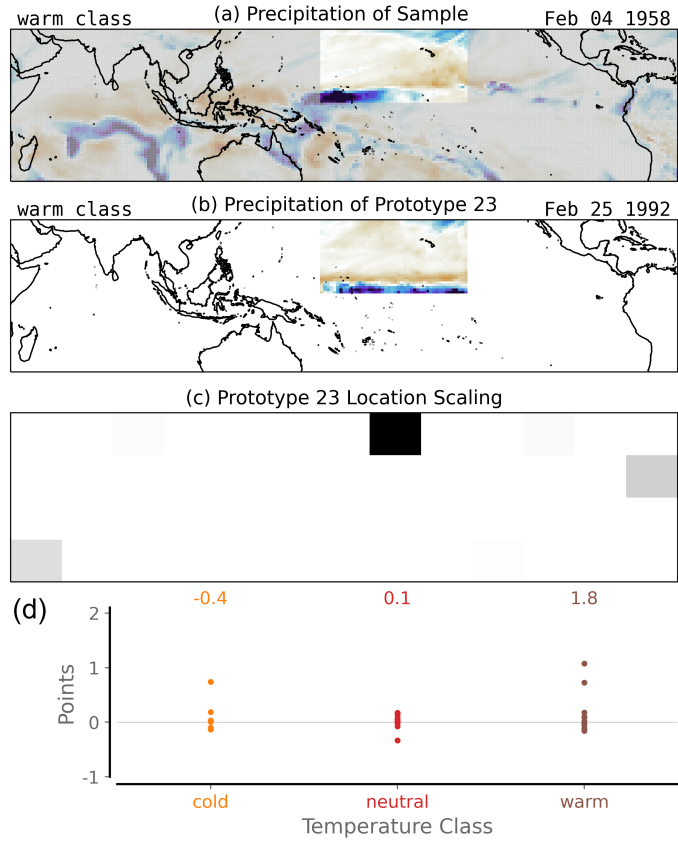 (a) Precipitation of Sample
warm class Feb 04 1958
(b) Precipitation of Prototype 23
warm class Feb 25 1992
(c) Prototype 23 Location Scaling
(d) -0.4 0.1 1.8
2
1
0
-1
Points
cold neutral warm
Temperature Class